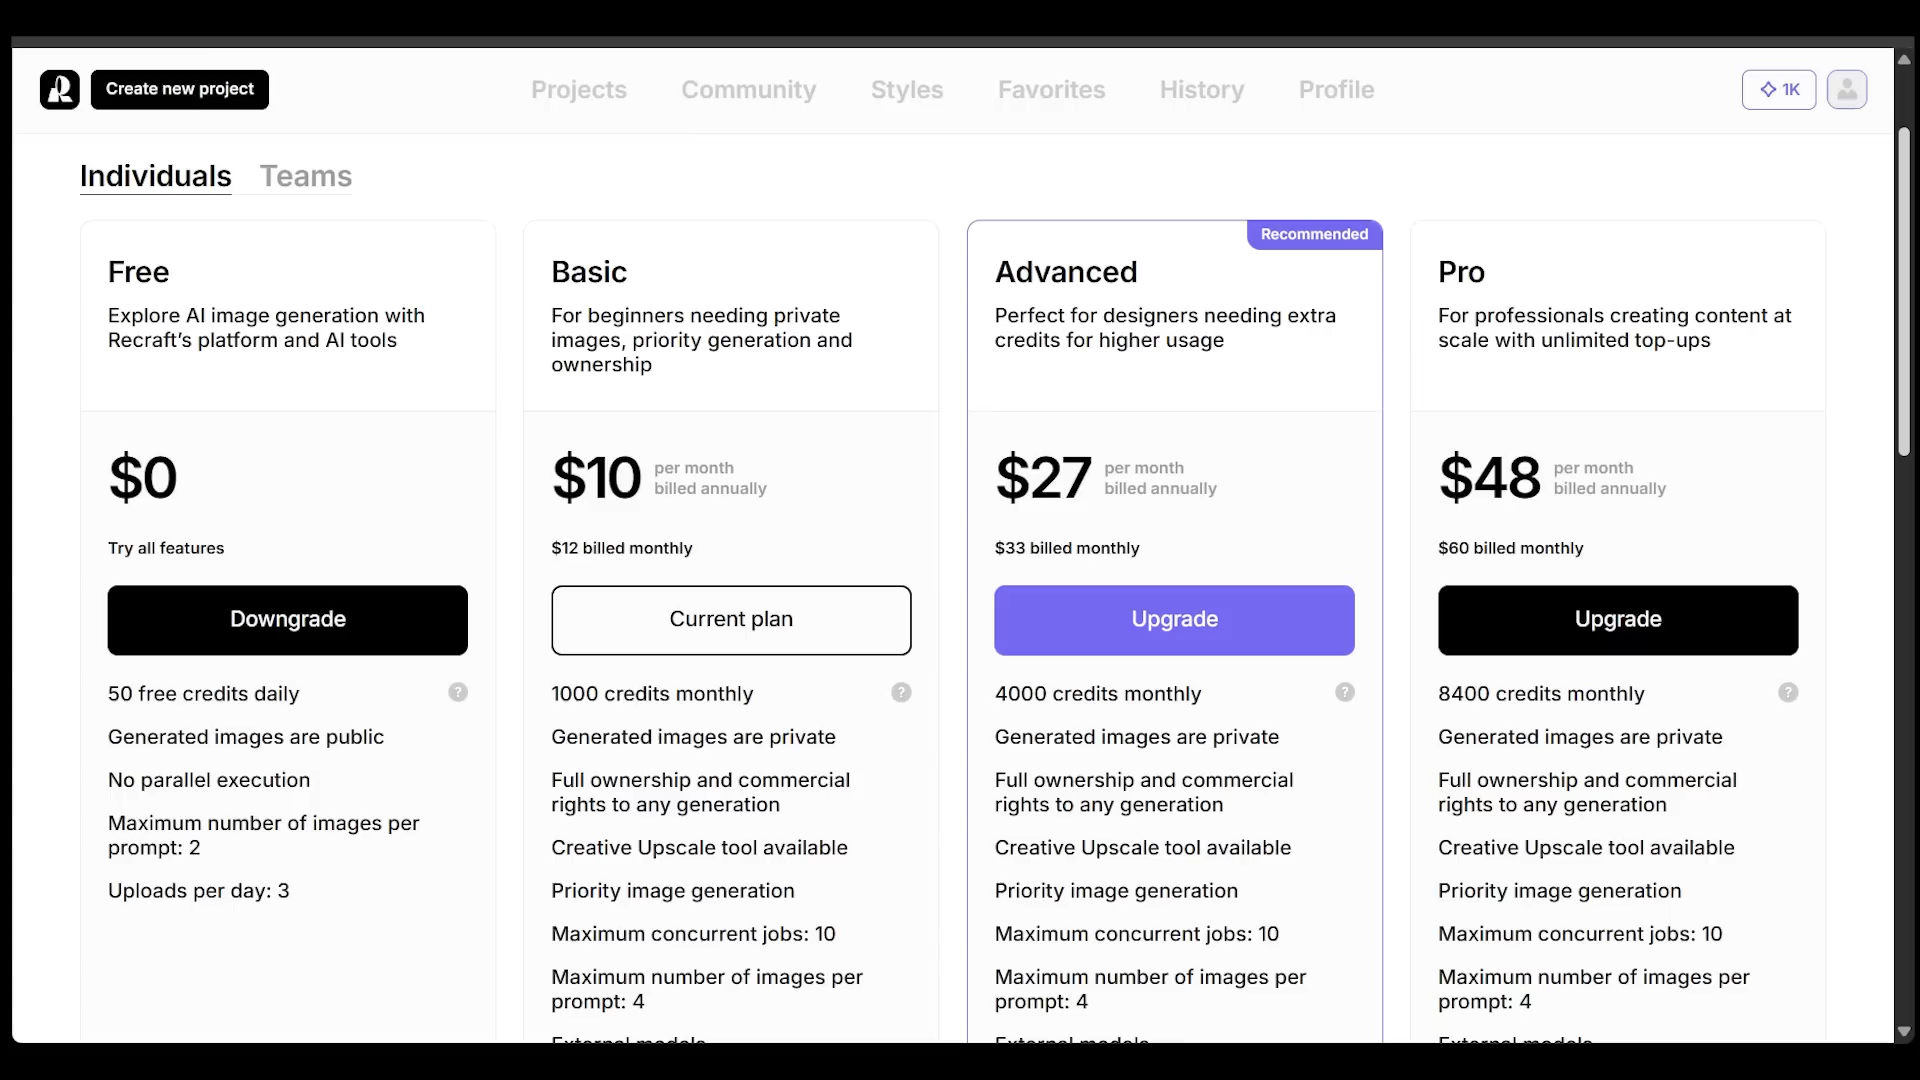 Create new project
Projects
Community
Styles
Favorites
History
Profile
1K
Individuals
Teams
Free
Explore AI image generation with
Recraft’s platform and AI tools
$0
Try all features
Downgrade
50 free credits daily
?
Generated images are public
No parallel execution
Maximum number of images per
prompt: 2
Uploads per day: 3
Basic
For beginners needing private
images, priority generation and
ownership
$10
per month
billed annually
$12 billed monthly
Current plan
1000 credits monthly
?
Generated images are private
Full ownership and commercial
rights to any generation
Creative Upscale tool available
Priority image generation
Maximum concurrent jobs: 10
Maximum number of images per
prompt: 4
External models
Recommended
Advanced
Perfect for designers needing extra
credits for higher usage
$27
per month
billed annually
$33 billed monthly
Upgrade
4000 credits monthly
?
Generated images are private
Full ownership and commercial
rights to any generation
Creative Upscale tool available
Priority image generation
Maximum concurrent jobs: 10
Maximum number of images per
prompt: 4
External models
Pro
For professionals creating content at
scale with unlimited top-ups
$48
per month
billed annually
$60 billed monthly
Upgrade
8400 credits monthly
?
Generated images are private
Full ownership and commercial
rights to any generation
Creative Upscale tool available
Priority image generation
Maximum concurrent jobs: 10
Maximum number of images per
prompt: 4
External models